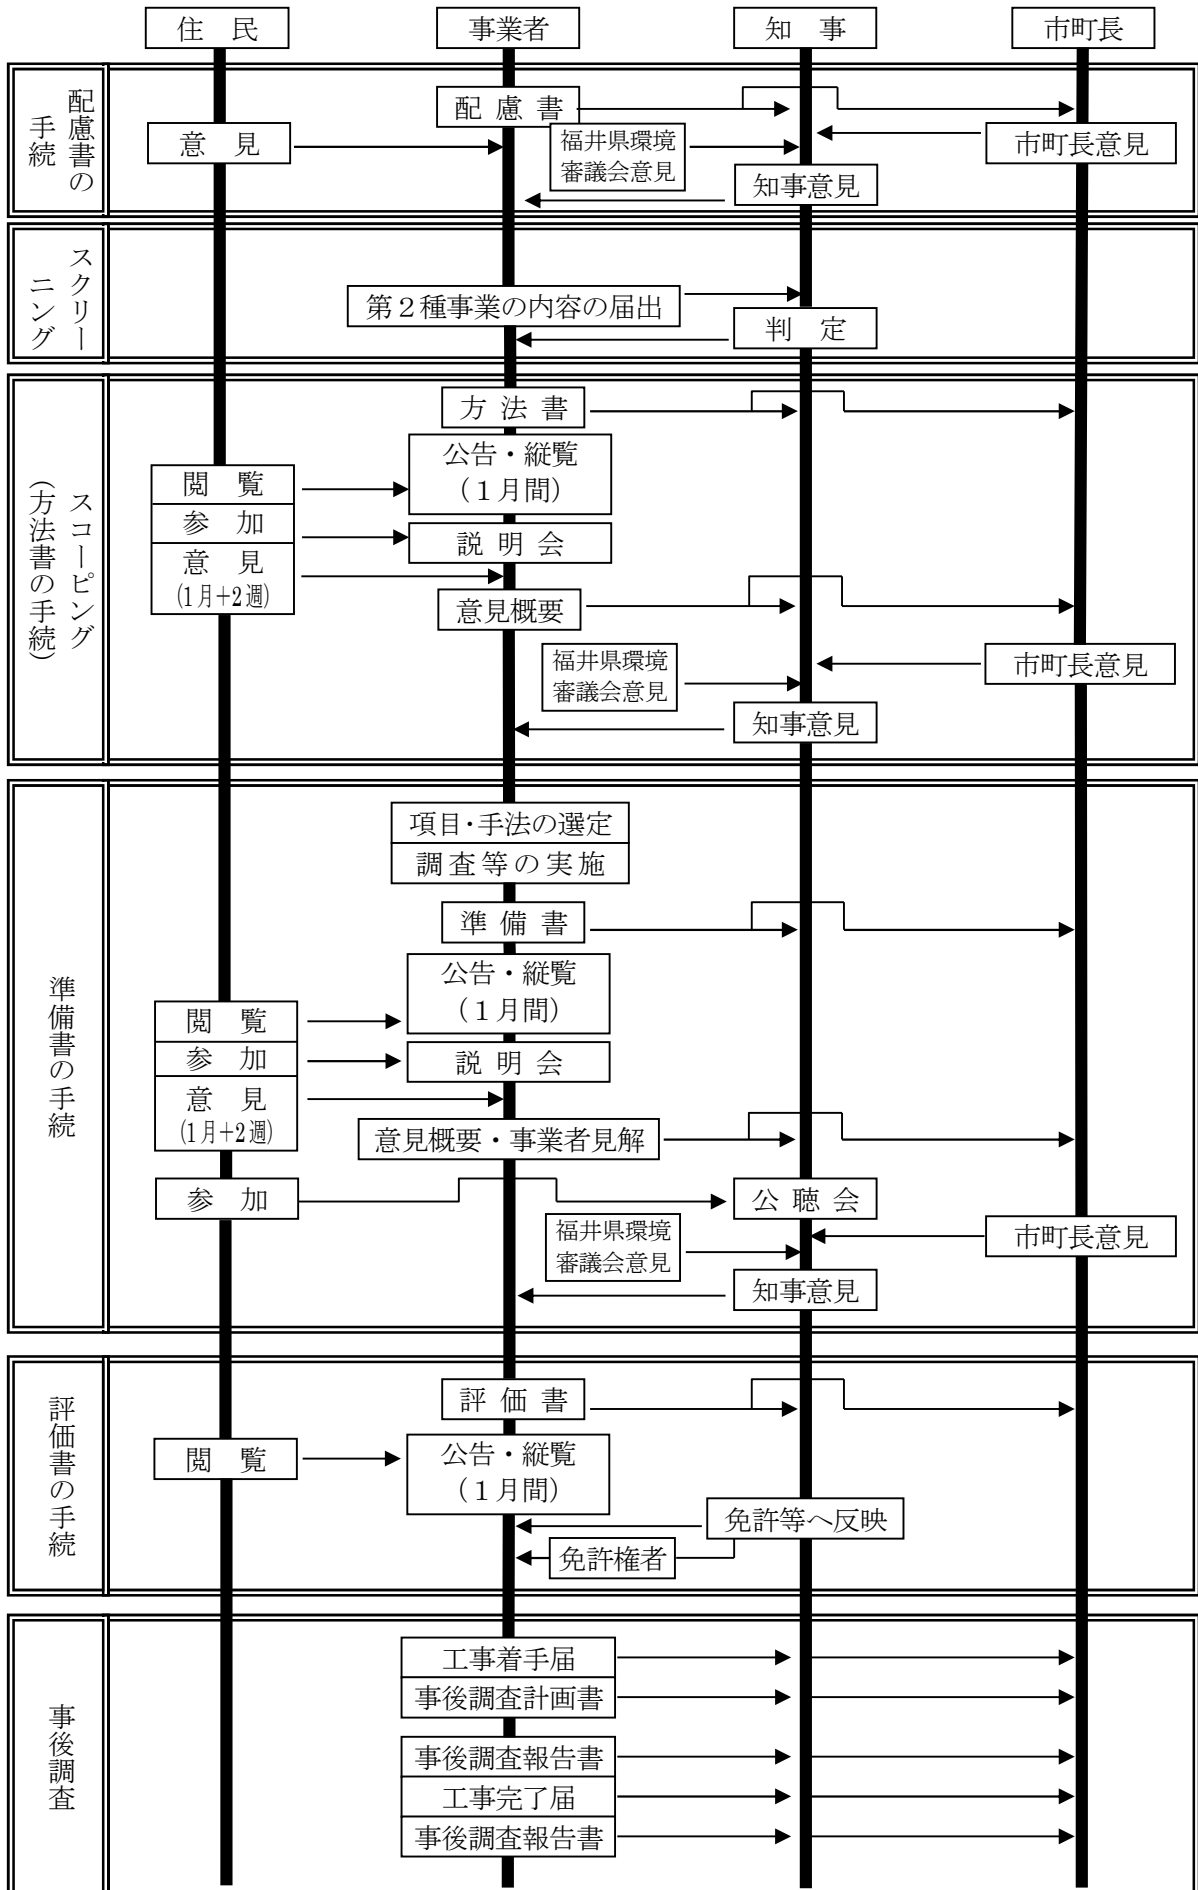 住　民
事業者
知　事
市町長
配慮書の
手続
配 慮 書
意　見
福井県環境
審議会意見
市町長意見
知事意見
スクリー
ニング
第２種事業の内容の届出
判　定
スコーピング
（方法書の手続）
方 法 書
公告・縦覧
（１月間）
閲　覧
参　加
説 明 会
意　見
(1月+2週)
意見概要
福井県環境
審議会意見
市町長意見
知事意見
準備書の手続
項目･手法の選定
調査等の実施
準 備 書
公告・縦覧
（１月間）
閲　覧
参　加
説 明 会
意　見
(1月+2週)
意見概要・事業者見解
参　加
公 聴 会
福井県環境
審議会意見
市町長意見
知事意見
評価書の手続
評 価 書
閲　覧
公告・縦覧
（１月間）
免許等へ反映
免許権者
事後調査
工事着手届
事後調査計画書
事後調査報告書
工事完了届
事後調査報告書